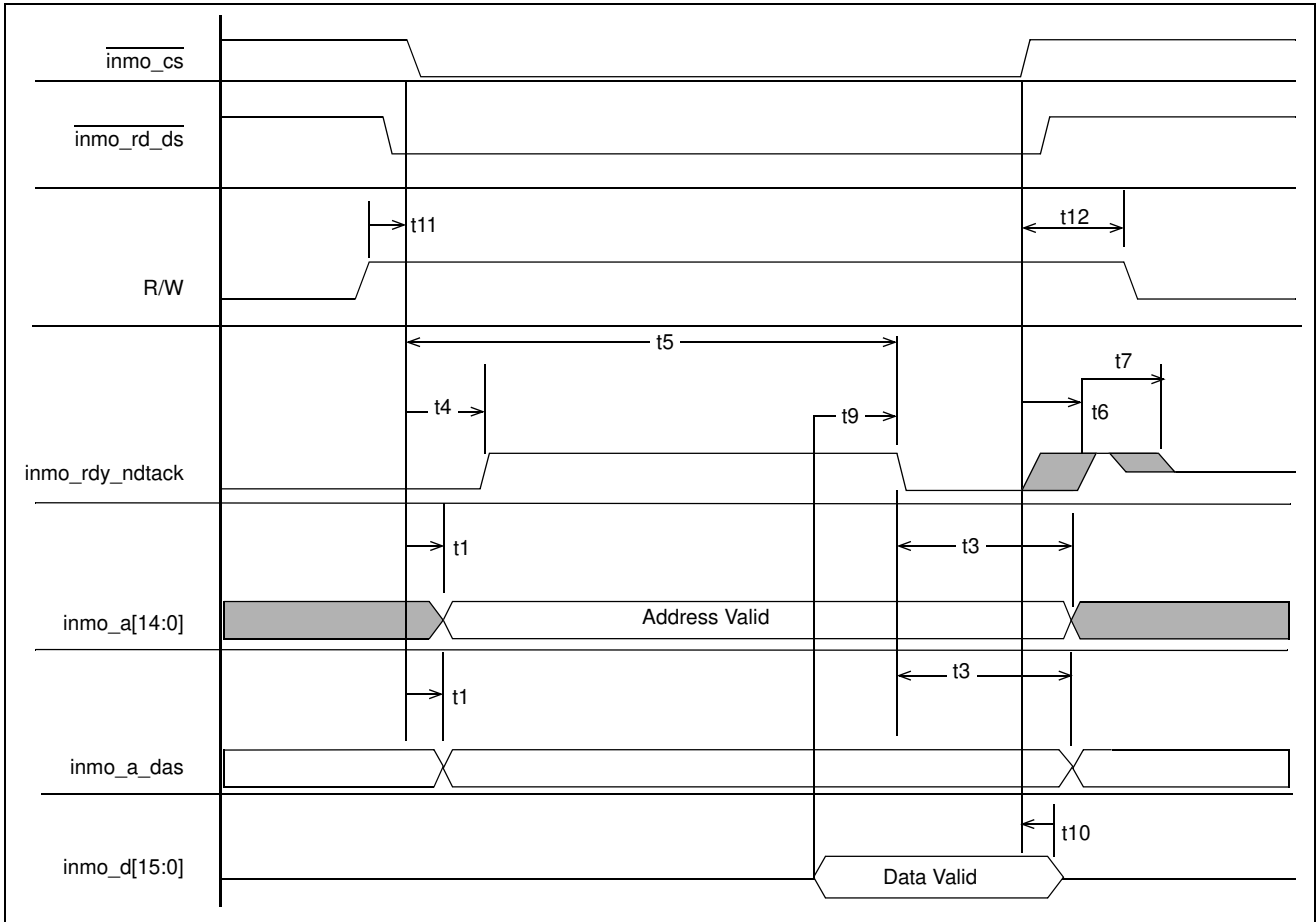 inmo_cs
inmo_rd_ds
t11
t12
R/W
t5
t7
t4
t9
t6
inmo_rdy_ndtack
t1
t3
inmo_a[14:0]
Address Valid
t1
t3
inmo_a_das
t10
inmo_d[15:0]
Data Valid